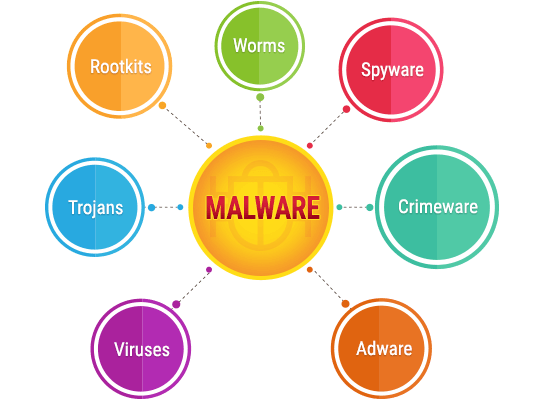 Worms
Rootkits
Spyware
Trojans
MALWARE
Crimeware
Viruses
Adware